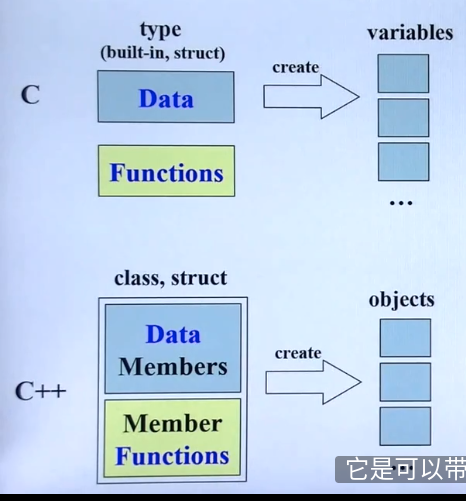 type
(built-in, struct)
variables
C
Data
create
Functions
...
class, struct
objects
C++
Data
Members
create
Member
Functions
...
它是可以带